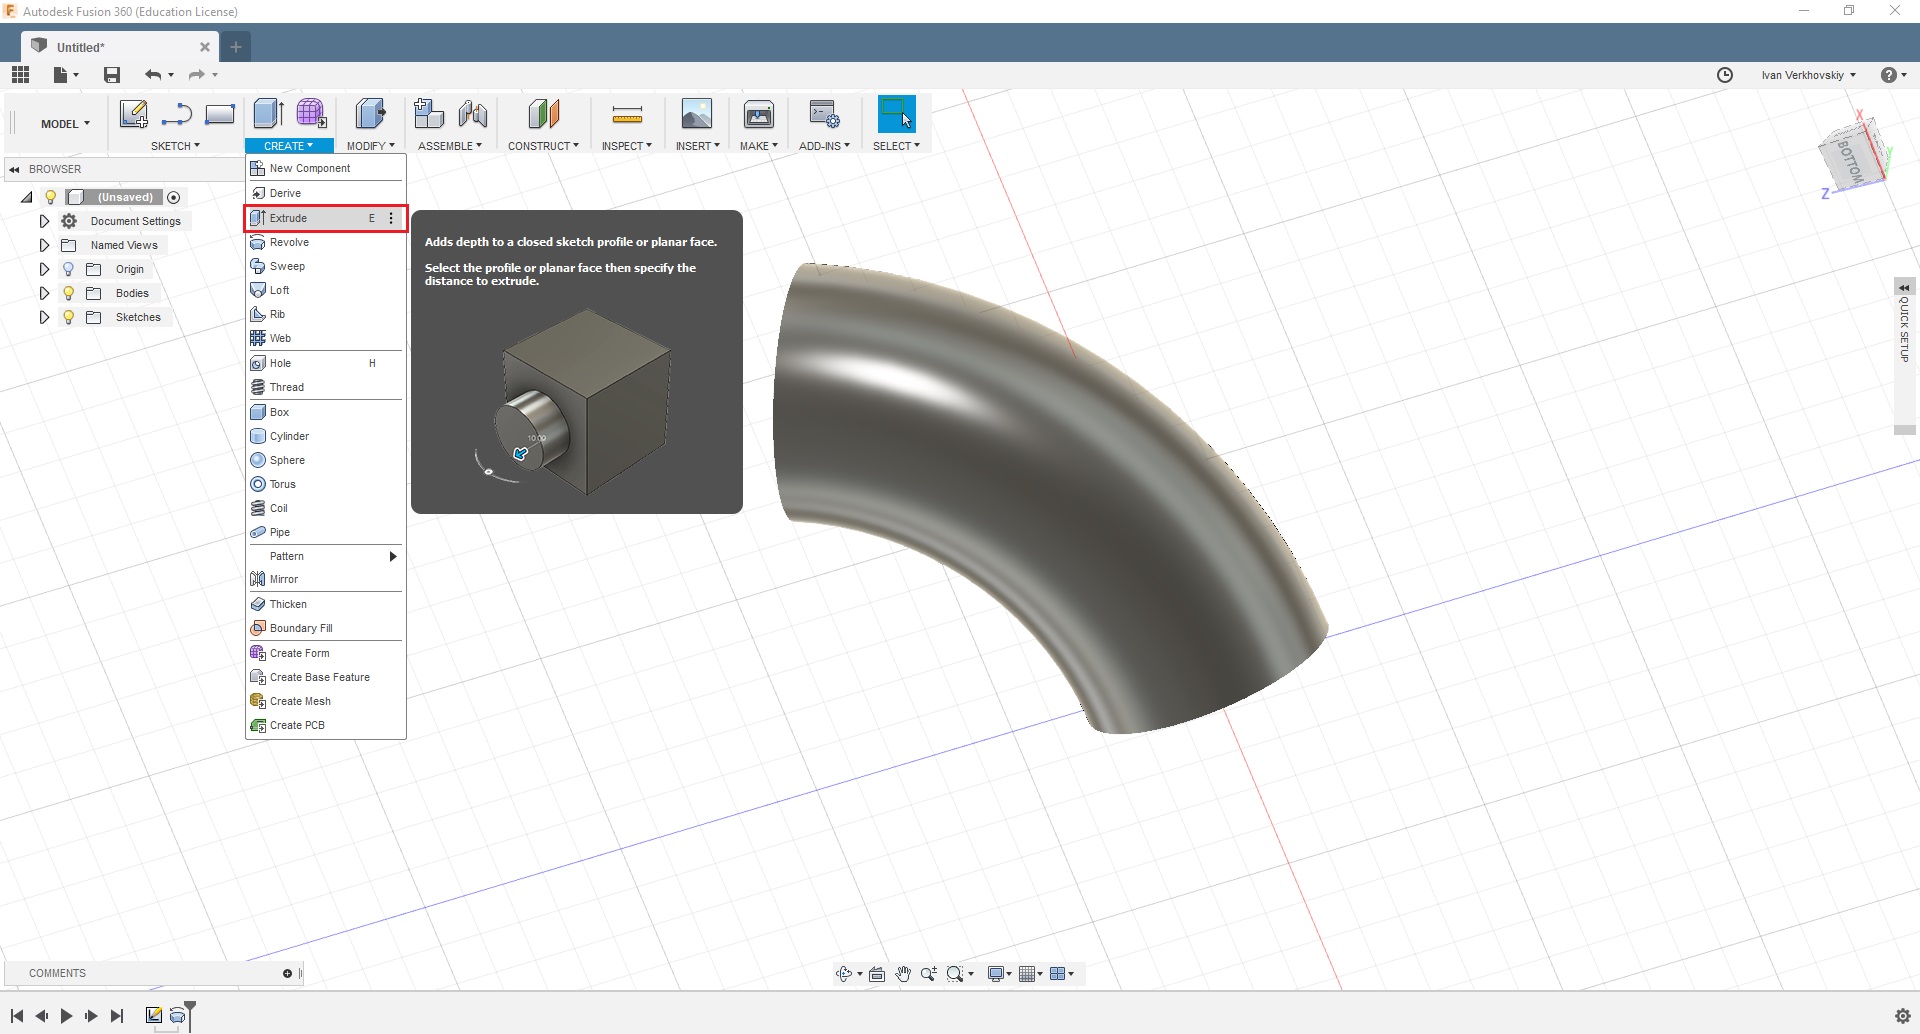 Autodesk Fusion 360 (Education License)
Untitled*
Ivan Verkhovskiy
MODEL
SKETCH
CREATE
MODIFY
ASSEMBLE
CONSTRUCT
INSPECT
INSERT
MAKE
ADD-INS
SELECT
BROWSER
(Unsaved)
Document Settings
Named Views
Origin
Bodies
Sketches
New Component
Derive
Extrude E
Revolve
Sweep
Loft
Rib
Web
Hole H
Thread
Box
Cylinder
Sphere
Torus
Coil
Pipe
Pattern
Mirror
Thicken
Boundary Fill
Create Form
Create Base Feature
Create Mesh
Create PCB
Adds depth to a closed sketch profile or planar face.
Select the profile or planar face then specify the
distance to extrude.
10.00
X
Y
Z
BOTTOM
QUICK SETUP
COMMENTS